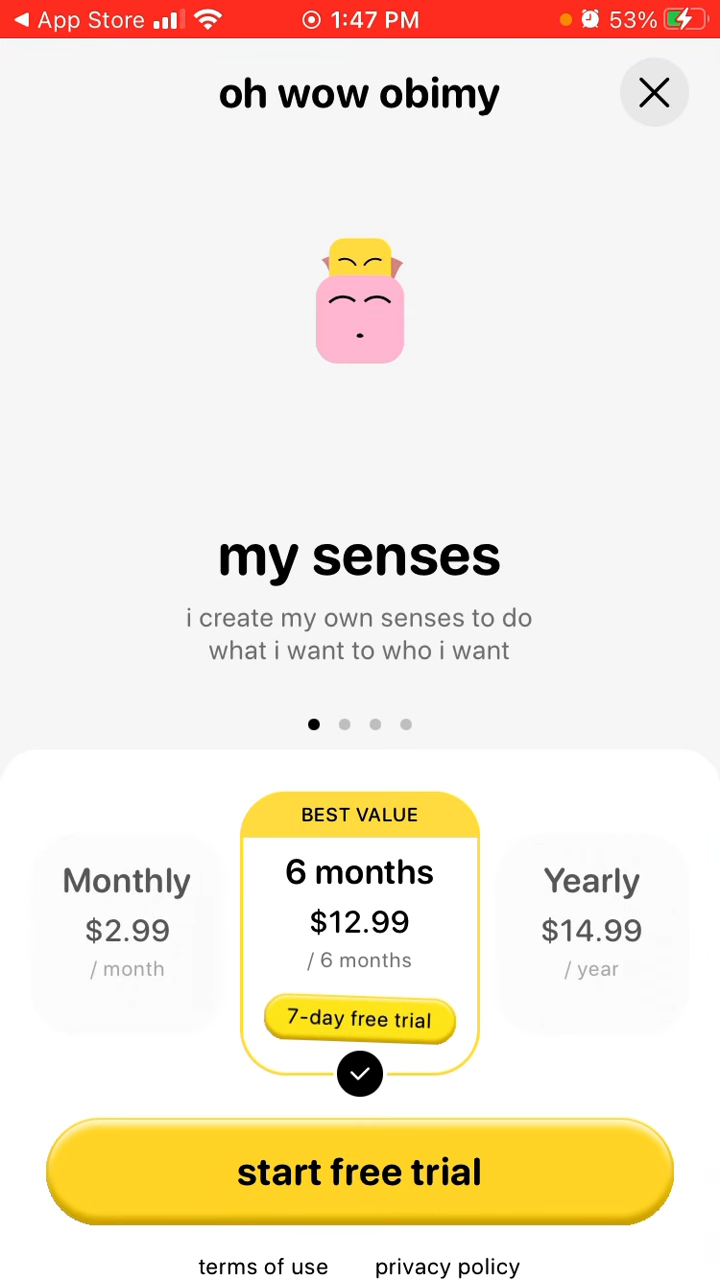 App Store 1:47 PM 53%
oh wow obimy
my senses
i create my own senses to do
what i want to who i want
BEST VALUE
Monthly
$2.99
/ month
6 months
$12.99
/ 6 months
7-day free trial
Yearly
$14.99
/ year
start free trial
terms of use privacy policy